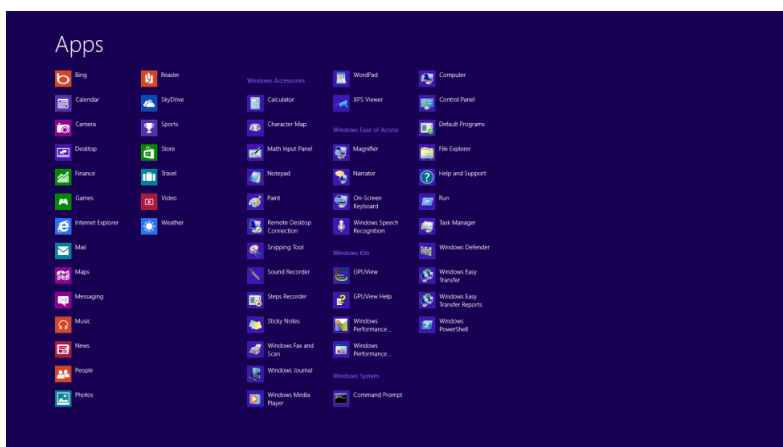 Apps
Bing
Calendar
Camera
Desktop
Finance
Games
Internet Explorer
Mail
Maps
Messaging
Music
News
People
Photos
Reader
SkyDrive
Sports
Store
Travel
Video
Weather
Windows Accessories
Calculator
Character Map
Math Input Panel
Notepad
Paint
Remote Desktop
Connection
Snipping Tool
Sound Recorder
Steps Recorder
Sticky Notes
Windows Fax and
Scan
Windows Journal
Windows Media
Player
WordPad
XPS Viewer
Windows Ease of Access
Magnifier
Narrator
On-Screen
Keyboard
Windows Speech
Recognition
Windows Kits
GPUView
GPUView Help
Windows
Performance...
Windows
Performance...
Windows System
Command Prompt
Computer
Control Panel
Default Programs
File Explorer
Help and Support
Run
Task Manager
Windows Defender
Windows Easy
Transfer
Windows Easy
Transfer Reports
Windows
PowerShell